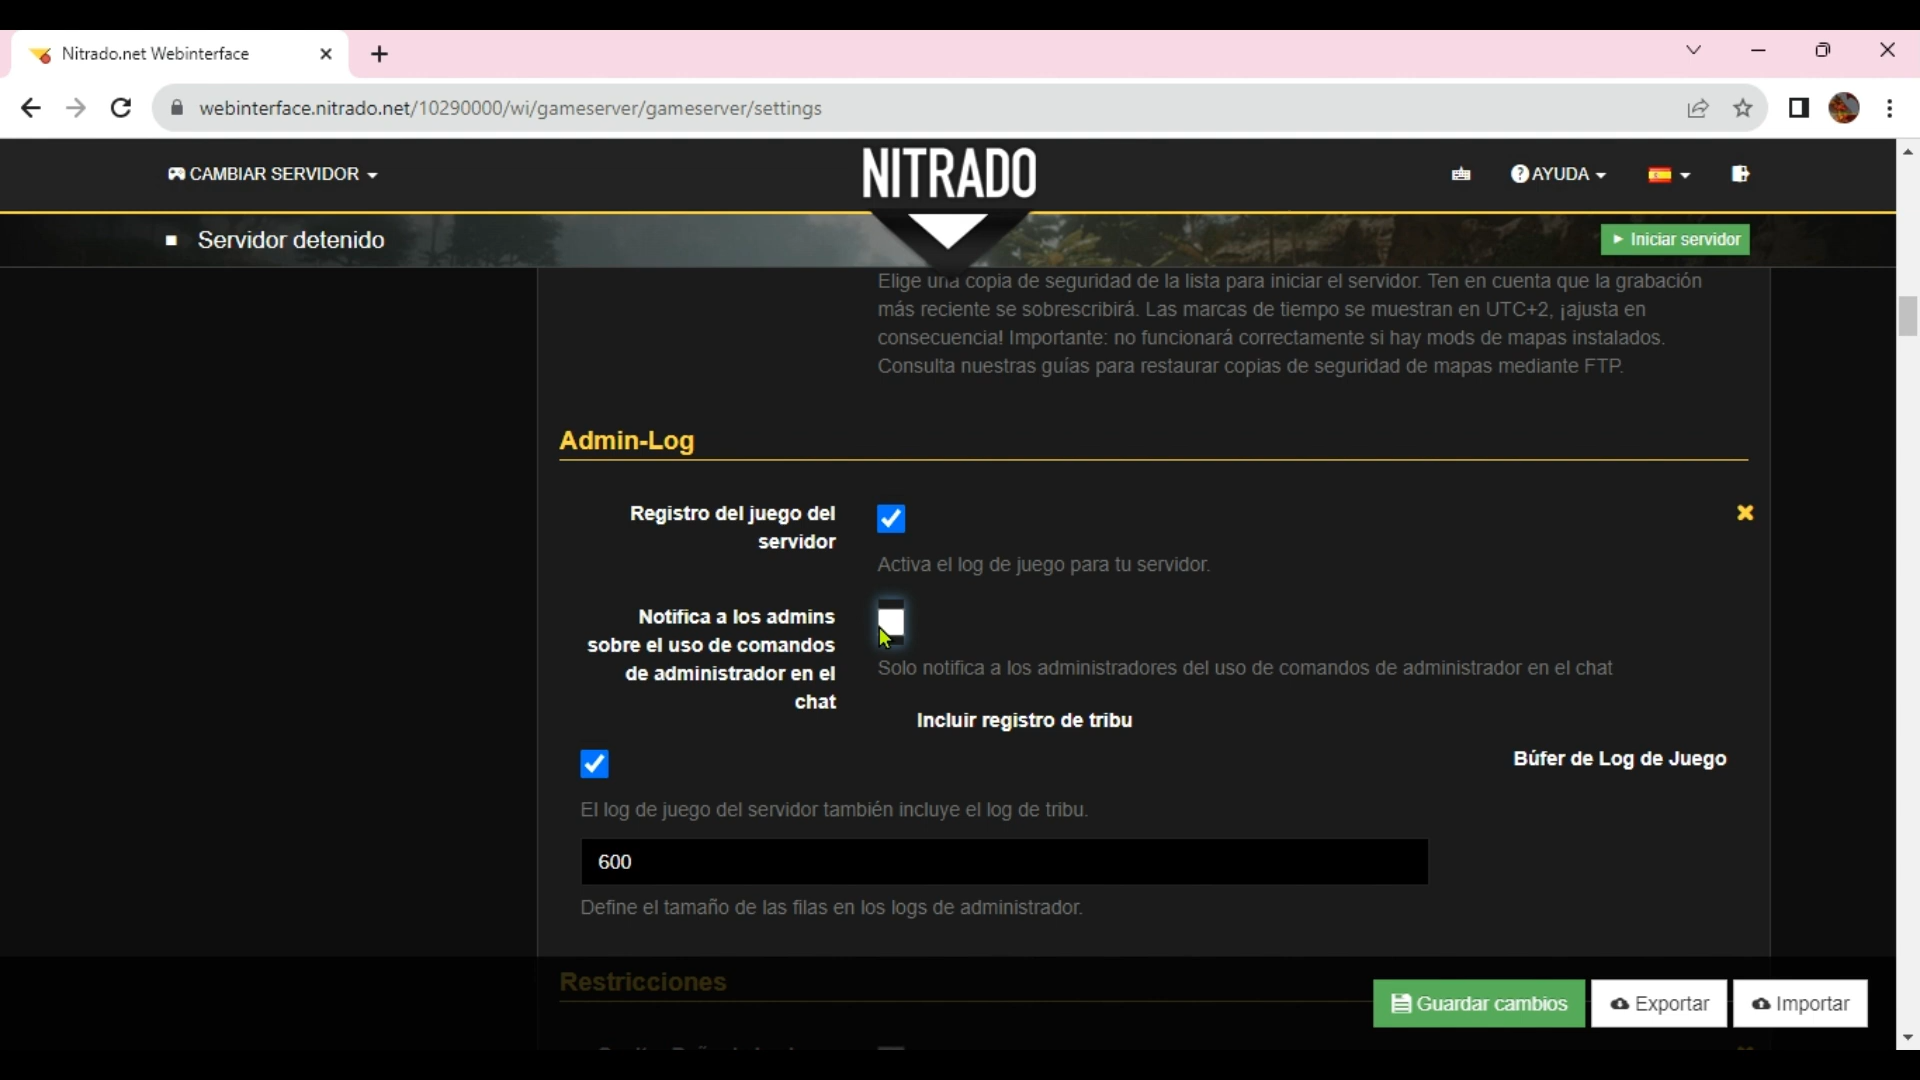 Nitrado.net Webinterface
webinterface.nitrado.net/10290000/wi/gameserver/gameserver/settings
CAMBIAR SERVIDOR
NITRADO
AYUDA
Servidor detenido
Iniciar servidor
Elige una copia de seguridad de la lista para iniciar el servidor. Ten en cuenta que la grabación
más reciente se sobrescribirá. Las marcas de tiempo se muestran en UTC+2, ¡ajusta en
consecuencia! Importante: no funcionará correctamente si hay mods de mapas instalados.
Consulta nuestras guías para restaurar copias de seguridad de mapas mediante FTP.
Admin-Log
Registro del juego del
servidor
Activa el log de juego para tu servidor.
Notifica a los admins
sobre el uso de comandos
de administrador en el
chat
Solo notifica a los administradores del uso de comandos de administrador en el chat
Incluir registro de tribu
Búfer de Log de Juego
El log de juego del servidor también incluye el log de tribu.
600
Define el tamaño de las filas en los logs de administrador.
Restricciones
Guardar cambios
Exportar
Importar